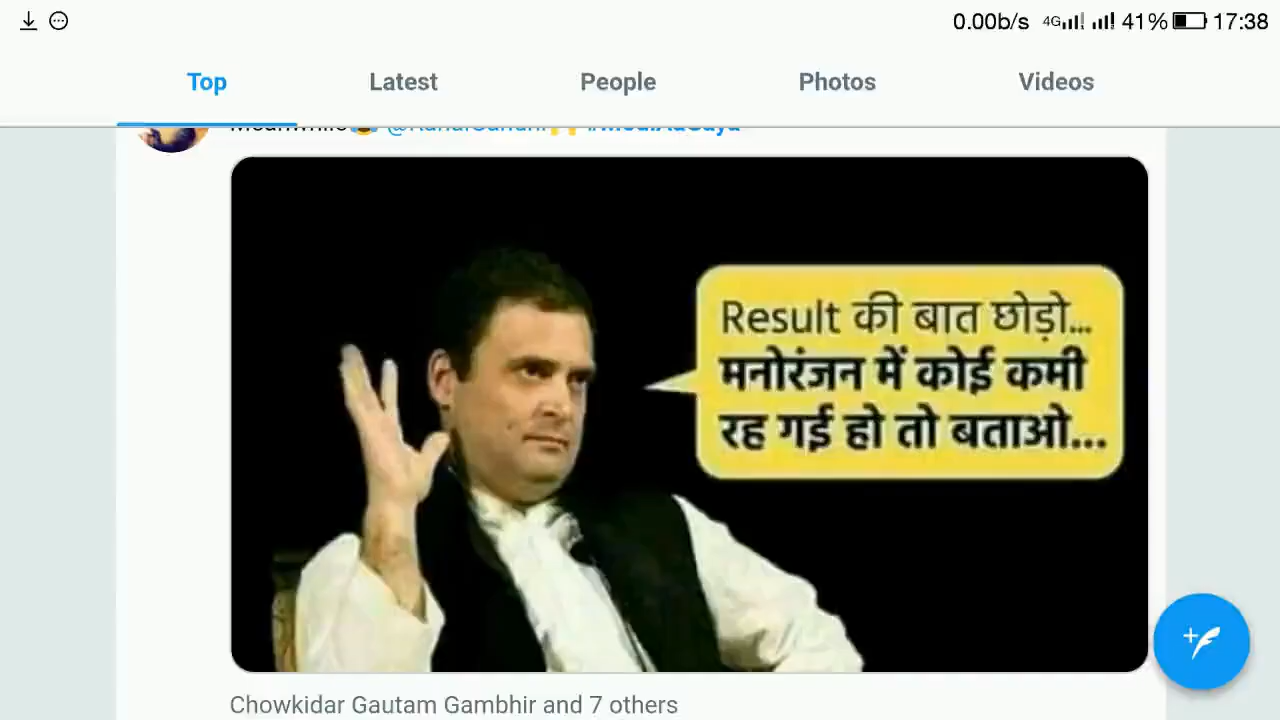 0.00b/s 4G 41% 17:38
Top Latest People Photos Videos
Result की बात छोड़ो...
मनोरंजन में कोई कमी
रह गई हो तो बताओ...
Chowkidar Gautam Gambhir and 7 others